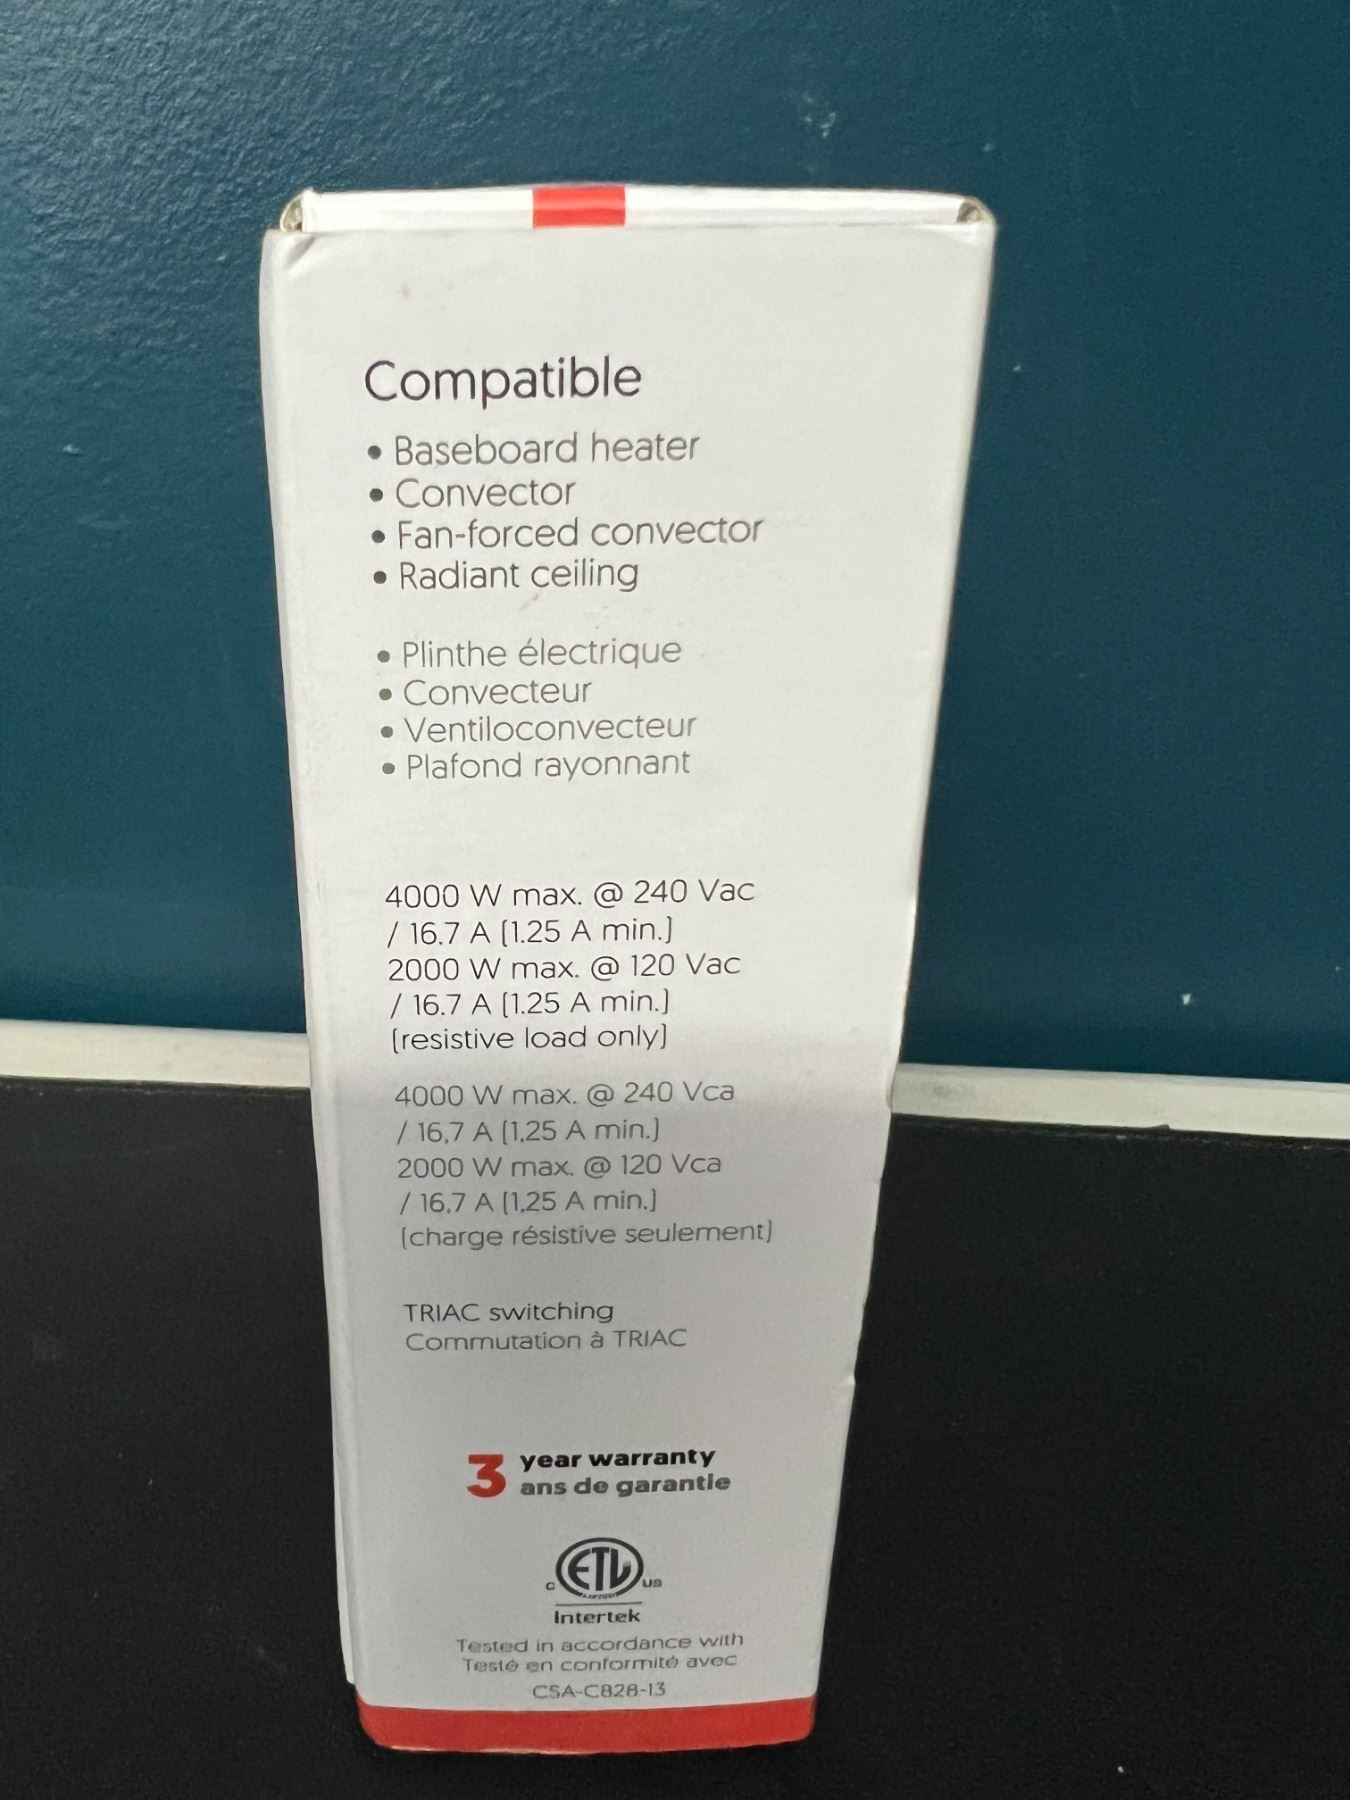 Compatible
• Baseboard heater
• Convector
• Fan-forced convector
• Radiant ceiling
• Plinthe électrique
• Convecteur
• Ventiloconvecteur
• Plafond rayonnant
4000 W max. @ 240 Vac
/ 16.7 A (1.25 A min.)
2000 W max. @ 120 Vac
/ 16.7 A (1.25 A min.)
(resistive load only)
4000 W max. @ 240 Vca
/ 16,7 A (1,25 A min.)
2000 W max. @ 120 Vca
/ 16,7 A (1,25 A min.)
(charge résistive seulement)
TRIAC switching
Commutation à TRIAC
3 year warranty
ans de garantie
C ETL US
Intertek
Tested in accordance with
Testé en conformité avec
CSA-C828-13